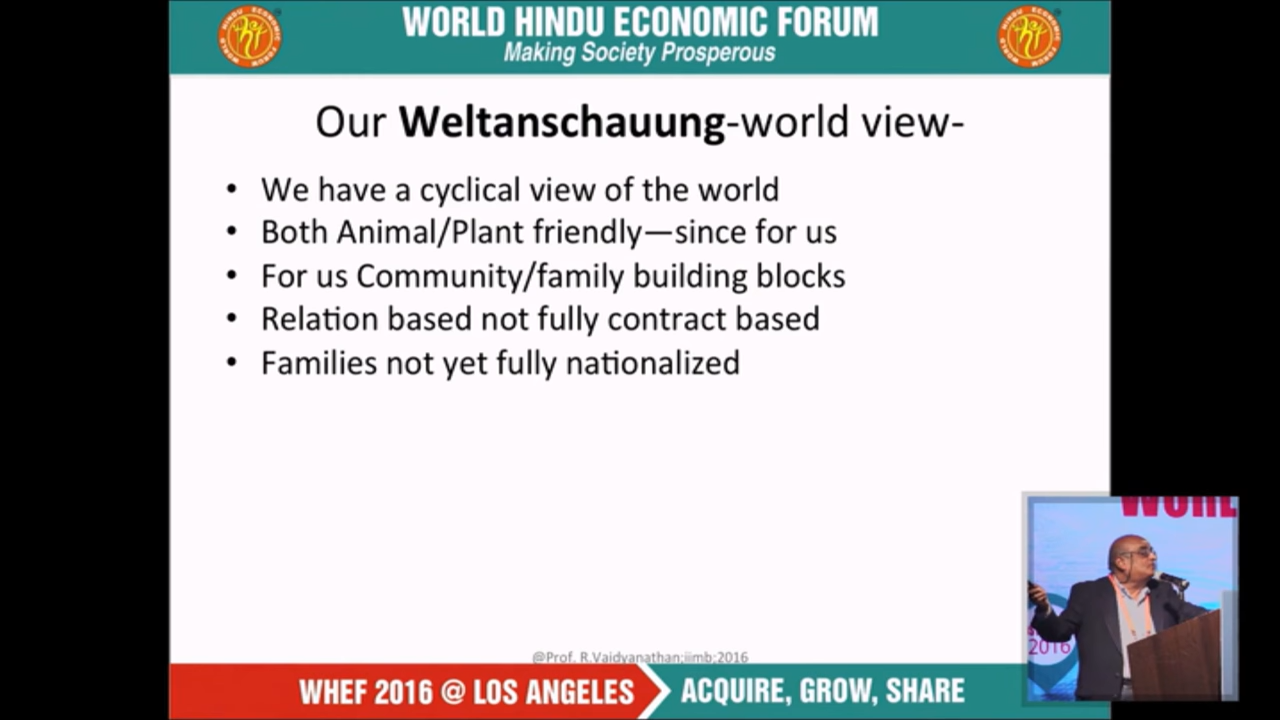 WORLD HINDU ECONOMIC FORUM
Making Society Prosperous
Our Weltanschauung-world view-
• We have a cyclical view of the world
• Both Animal/Plant friendly—since for us
• For us Community/family building blocks
• Relation based not fully contract based
• Families not yet fully nationalized
@Prof. R.Vaidyanathan;iimb;2016
WHEF 2016 @ LOS ANGELES
ACQUIRE, GROW, SHARE
2016